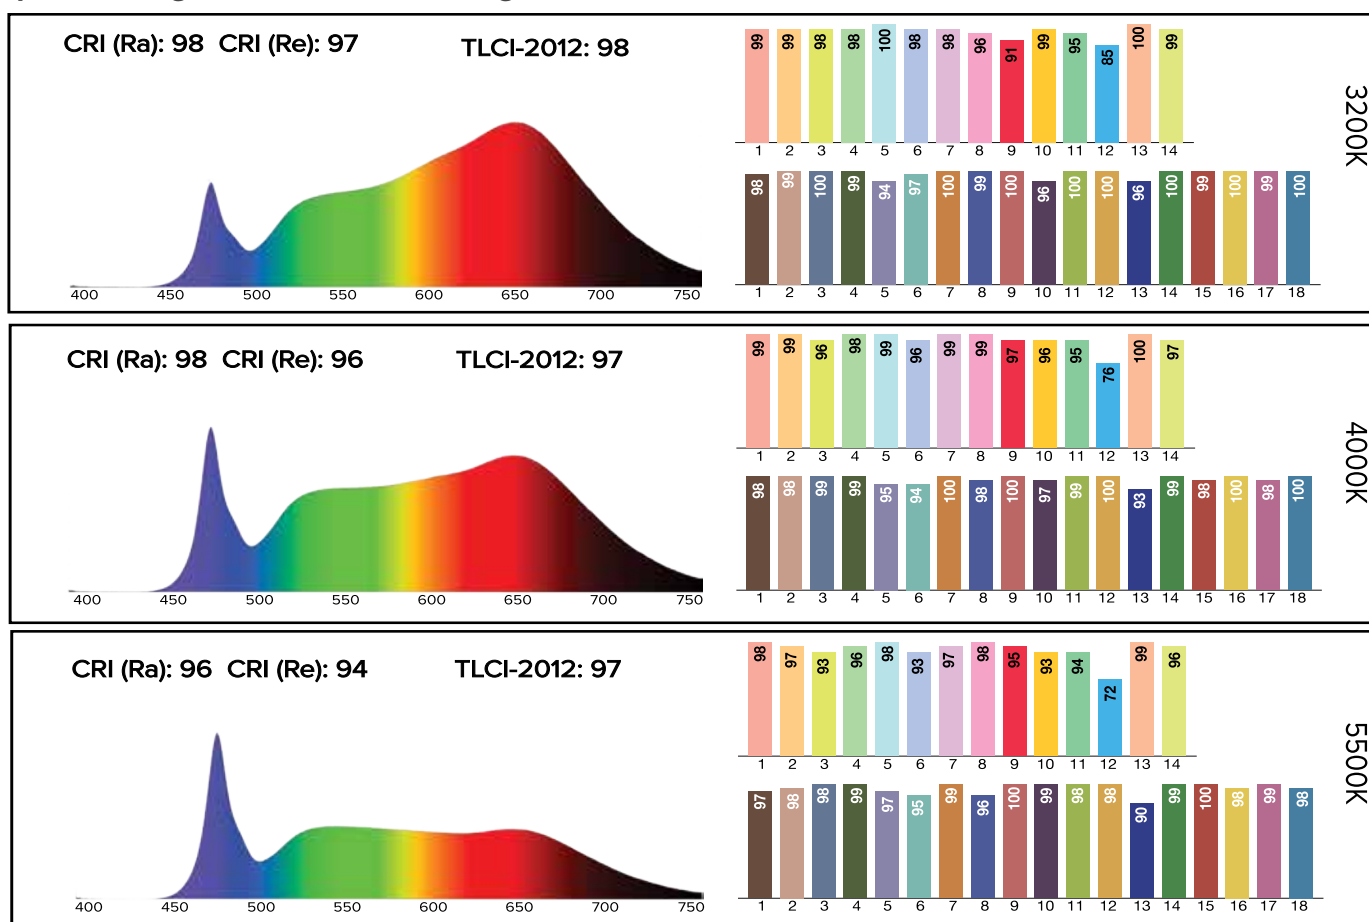 CRI (Ra): 98 CRI (Re): 97 TLCI-2012: 98
99 99 98 98 100 98 98 96 91 99 95 85 100 99
1 2 3 4 5 6 7 8 9 10 11 12 13 14
98 99 100 99 94 97 100 99 100 96 100 100 96 100 99 100 99 100
1 2 3 4 5 6 7 8 9 10 11 12 13 14 15 16 17 18
400 450 500 550 600 650 700 750
3200K
CRI (Ra): 98 CRI (Re): 96 TLCI-2012: 97
99 99 96 98 99 96 99 99 97 96 95 76 100 97
1 2 3 4 5 6 7 8 9 10 11 12 13 14
98 98 99 99 95 94 100 98 100 97 99 100 93 99 98 100 98 100
1 2 3 4 5 6 7 8 9 10 11 12 13 14 15 16 17 18
400 450 500 550 600 650 700 750
4000K
CRI (Ra): 96 CRI (Re): 94 TLCI-2012: 97
98 97 93 96 98 93 97 98 95 93 94 72 99 96
1 2 3 4 5 6 7 8 9 10 11 12 13 14
97 98 98 99 97 95 99 96 100 99 98 98 90 99 100 98 99 98
1 2 3 4 5 6 7 8 9 10 11 12 13 14 15 16 17 18
400 450 500 550 600 650 700 750
5500K